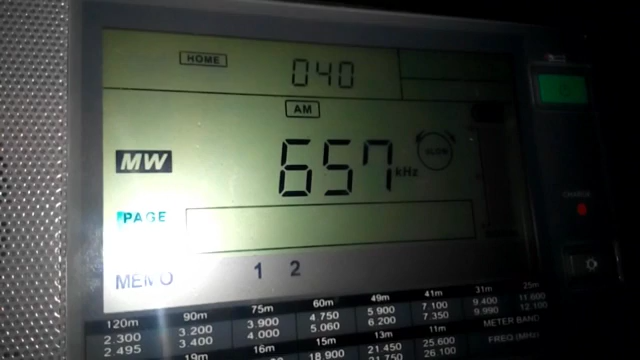 HOME 040
AM
MW 657 kHz SLOW
PAGE
MEMO 1 2
120m 90m 75m 60m 49m 41m 31m 25m
2.300 3.200 3.900 4.750 5.900 7.100 9.400 11.600
2.495 3.400 4.000 5.060 6.200 7.350 9.990 12.100
19m 16m 15m 13m 11m METER BAND
18.900 21.450 25.600 FREQ (MHz)
26.100
CHARGE